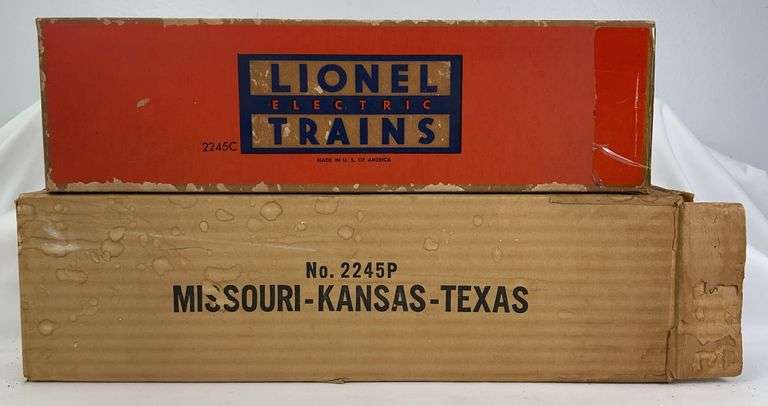 LIONEL
ELECTRIC
TRAINS
2245C
MADE IN U. S. OF AMERICA
No. 2245P
MISSOURI-KANSAS-TEXAS